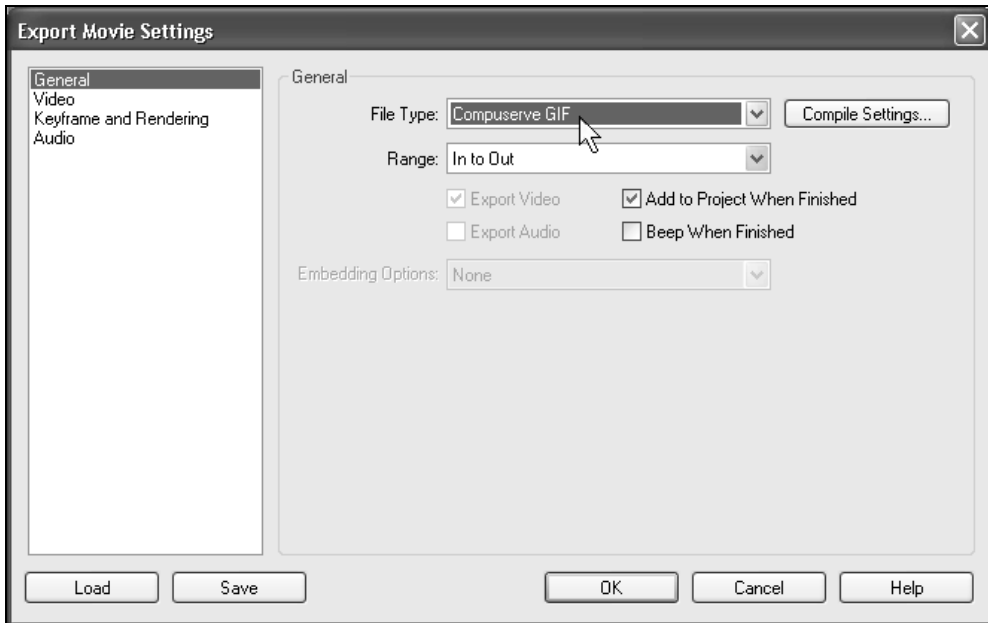 Export Movie Settings
General
Video
Keyframe and Rendering
Audio
General
File Type: Compuserve GIF Compile Settings...
Range: In to Out
Export Video Add to Project When Finished
Export Audio Beep When Finished
Embedding Options: None
Load Save OK Cancel Help